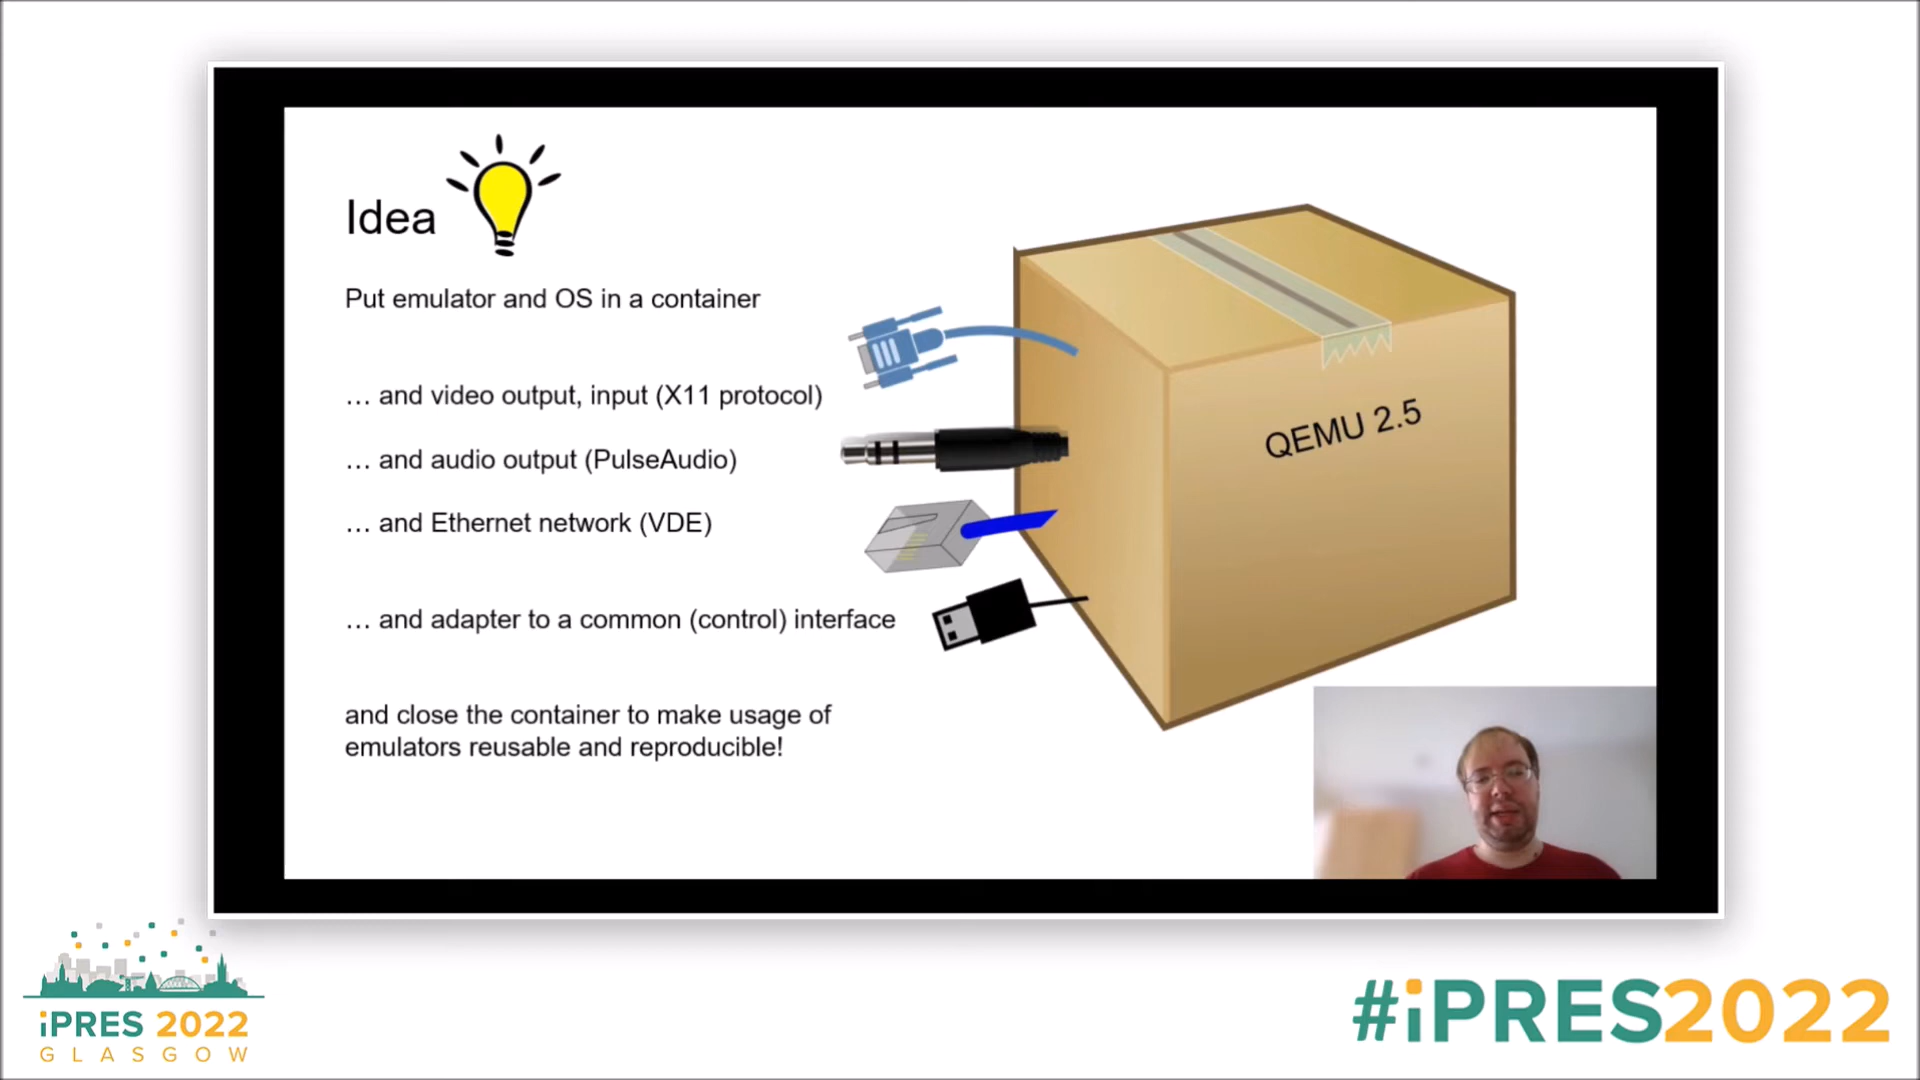 Idea
Put emulator and OS in a container
… and video output, input (X11 protocol)
… and audio output (PulseAudio)
… and Ethernet network (VDE)
… and adapter to a common (control) interface
and close the container to make usage of
emulators reusable and reproducible!
QEMU 2.5
iPRES 2022
GLASGOW
#iPRES2022